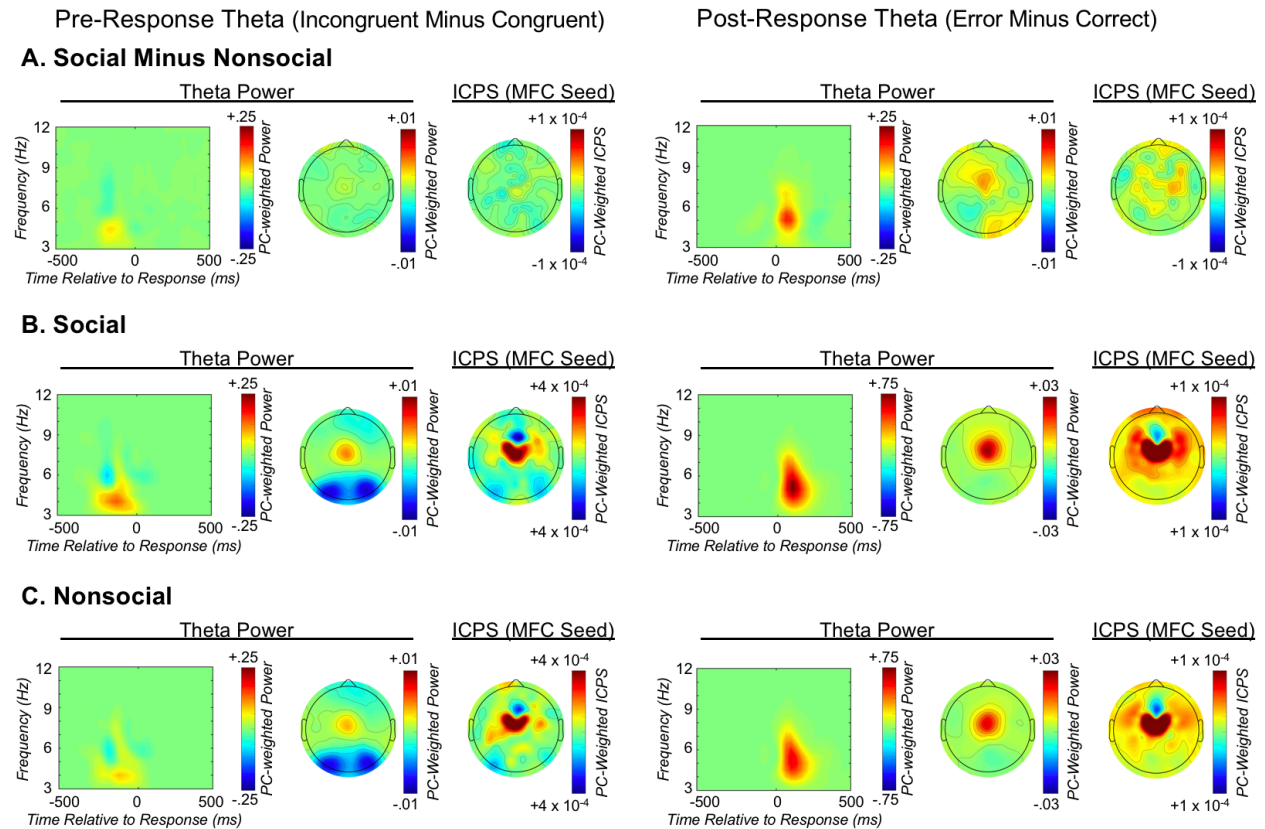 Pre-Response Theta (Incongruent Minus Congruent)
Post-Response Theta (Error Minus Correct)
A. Social Minus Nonsocial
Theta Power
ICPS (MFC Seed)
Theta Power
ICPS (MFC Seed)
Frequency (Hz)
12
9
6
3
-500
0
500
Time Relative to Response (ms)
+.25
-.25
PC-weighted Power
+.01
-.01
PC-Weighted Power
+1 x 10-4
-1 x 10-4
PC-Weighted ICPS
Frequency (Hz)
12
9
6
3
-500
0
500
Time Relative to Response (ms)
+.25
-.25
PC-weighted Power
+.01
-.01
PC-Weighted Power
+1 x 10-4
-1 x 10-4
PC-Weighted ICPS
B. Social
Theta Power
ICPS (MFC Seed)
Theta Power
ICPS (MFC Seed)
Frequency (Hz)
12
9
6
3
-500
0
500
Time Relative to Response (ms)
+.25
-.25
PC-weighted Power
+.01
-.01
PC-Weighted Power
+4 x 10-4
+4 x 10-4
PC-Weighted ICPS
Frequency (Hz)
12
9
6
3
-500
0
500
Time Relative to Response (ms)
+.75
-.75
PC-weighted Power
+.03
-.03
PC-Weighted Power
+1 x 10-4
+1 x 10-4
PC-Weighted ICPS
C. Nonsocial
Theta Power
ICPS (MFC Seed)
Theta Power
ICPS (MFC Seed)
Frequency (Hz)
12
9
6
3
-500
0
500
Time Relative to Response (ms)
+.25
-.25
PC-weighted Power
+.01
-.01
PC-Weighted Power
+4 x 10-4
+4 x 10-4
PC-Weighted ICPS
Frequency (Hz)
12
9
6
3
-500
0
500
Time Relative to Response (ms)
+.75
-.75
PC-weighted Power
+.03
-.03
PC-Weighted Power
+1 x 10-4
+1 x 10-4
PC-Weighted ICPS